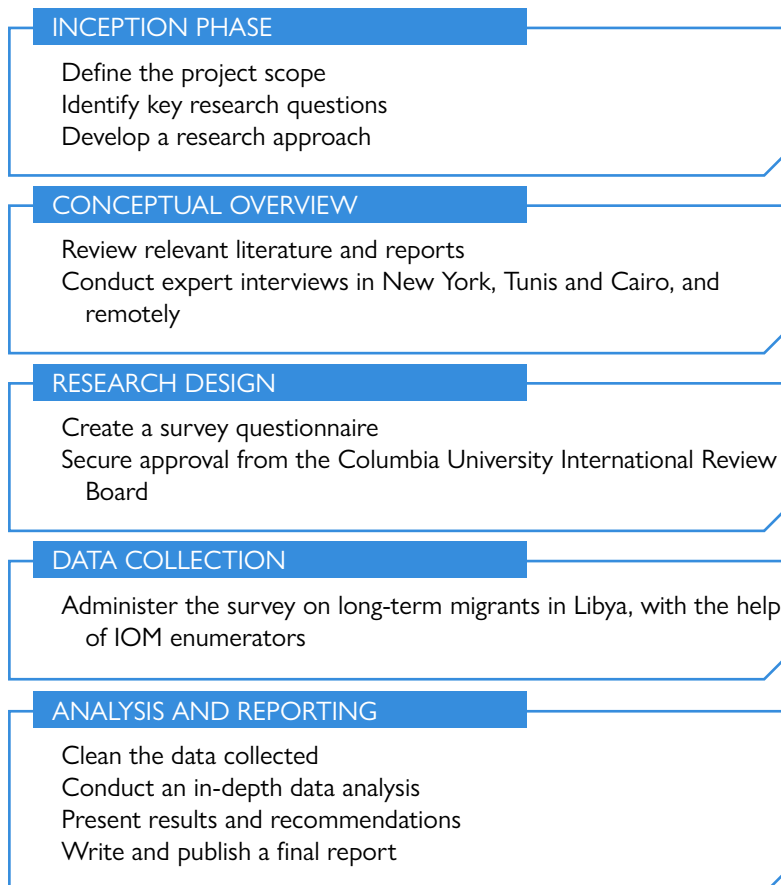 INCEPTION PHASE
Define the project scope
Identify key research questions
Develop a research approach
CONCEPTUAL OVERVIEW
Review relevant literature and reports
Conduct expert interviews in New York, Tunis and Cairo, and
remotely
RESEARCH DESIGN
Create a survey questionnaire
Secure approval from the Columbia University International Review
Board
DATA COLLECTION
Administer the survey on long-term migrants in Libya, with the help
of IOM enumerators
ANALYSIS AND REPORTING
Clean the data collected
Conduct an in-depth data analysis
Present results and recommendations
Write and publish a final report